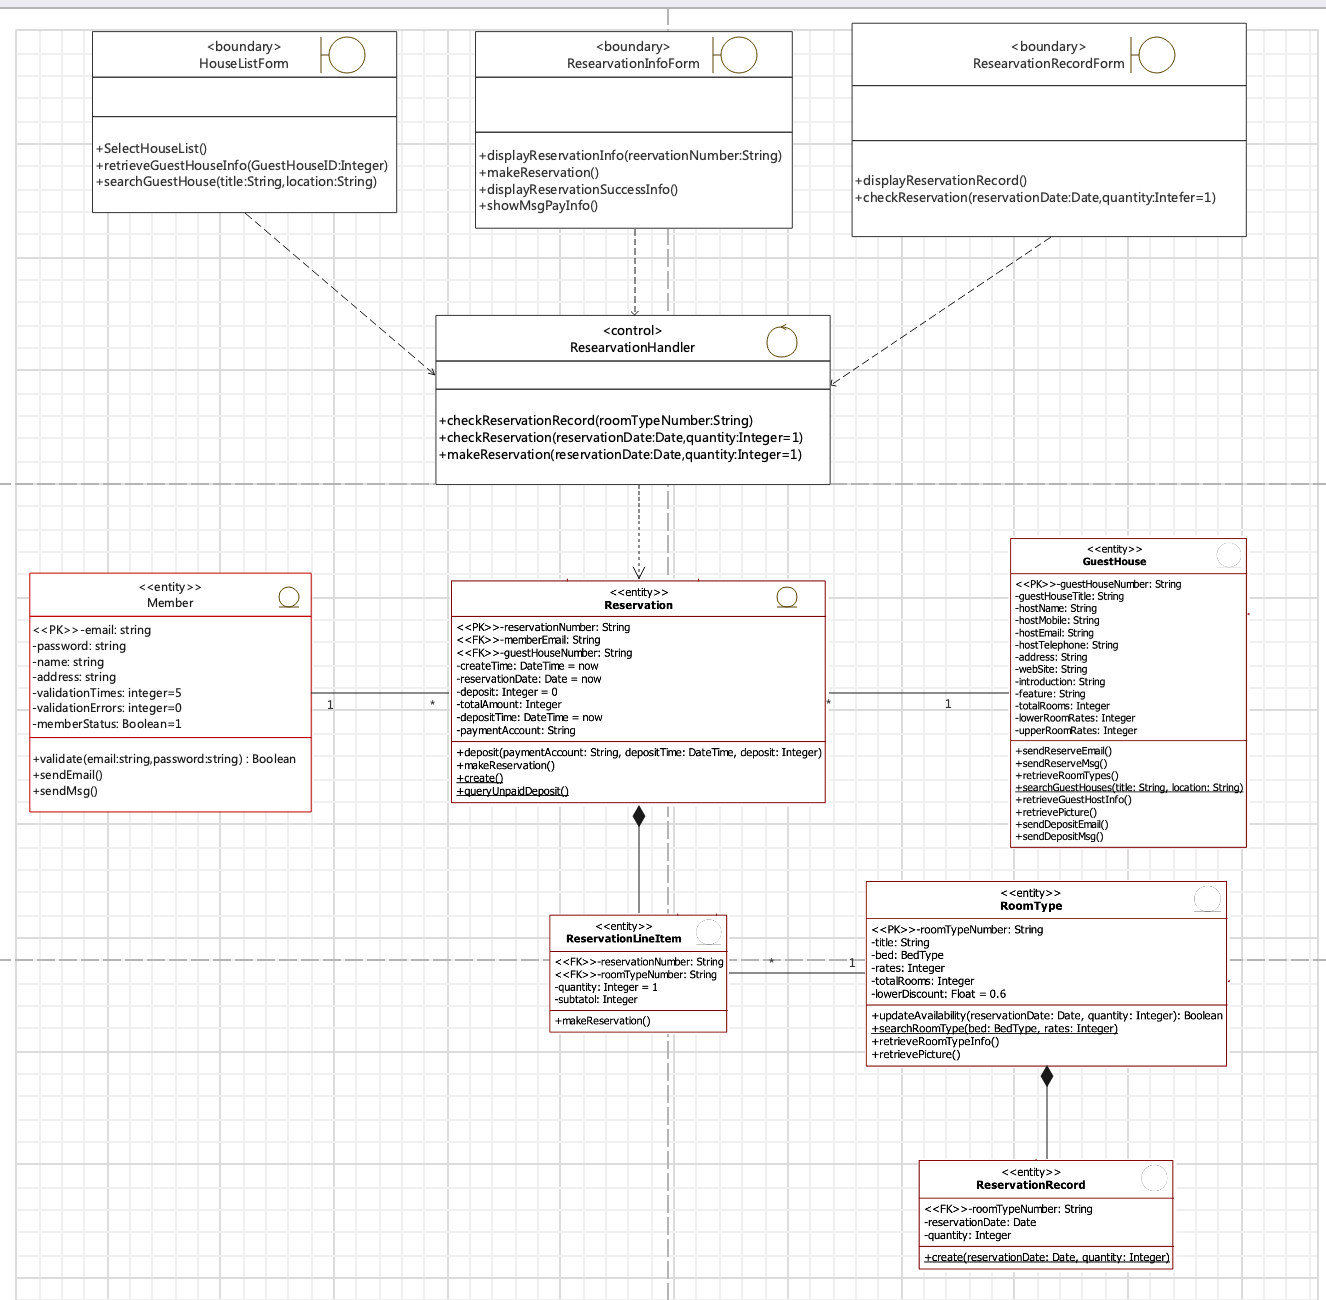 <boundary>
HouseListForm
+SelectHouseList()
+retrieveGuestHouseInfo(GuestHouseID:Integer)
+searchGuestHouse(title:String,location:String)
<boundary>
ResearvationInfoForm
+displayReservationInfo(reervationNumber:String)
+makeReservation()
+displayReservationSuccessInfo()
+showMsgPayInfo()
<boundary>
ResearvationRecordForm
+displayReservationRecord()
+checkReservation(reservationDate:Date,quantity:Intefer=1)
<control>
ResearvationHandler
+checkReservationRecord(roomTypeNumber:String)
+checkReservation(reservationDate:Date,quantity:Integer=1)
+makeReservation(reservationDate:Date,quantity:Integer=1)
<<entity>>
Member
<<PK>>-email: string
-password: string
-name: string
-address: string
-validationTimes: integer=5
-validationErrors: integer=0
-memberStatus: Boolean=1
+validate(email:string,password:string) : Boolean
+sendEmail()
+sendMsg()
1
*
<<entity>>
Reservation
<<PK>>-reservationNumber: String
<<FK>>-memberEmail: String
<<FK>>-guestHouseNumber: String
-createTime: DateTime = now
-reservationDate: Date = now
-deposit: Integer = 0
-totalAmount: Integer
-depositTime: DateTime = now
-paymentAccount: String
+deposit(paymentAccount: String, depositTime: DateTime, deposit: Integer)
+makeReservation()
+create()
+queryUnpaidDeposit()
*
1
<<entity>>
GuestHouse
<<PK>>-guestHouseNumber: String
-guestHouseTitle: String
-hostName: String
-hostMobile: String
-hostEmail: String
-hostTelephone: String
-address: String
-webSite: String
-introduction: String
-feature: String
-totalRooms: Integer
-lowerRoomRates: Integer
-upperRoomRates: Integer
+sendReserveEmail()
+sendReserveMsg()
+retrieveRoomTypes()
+searchGuestHouses(title: String, location: String)
+retrieveGuestHostInfo()
+retrievePicture()
+sendDepositEmail()
+sendDepositMsg()
<<entity>>
ReservationLineItem
<<FK>>-reservationNumber: String
<<FK>>-roomTypeNumber: String
-quantity: Integer = 1
-subtatol: Integer
+makeReservation()
*
1
<<entity>>
RoomType
<<PK>>-roomTypeNumber: String
-title: String
-bed: BedType
-rates: Integer
-totalRooms: Integer
-lowerDiscount: Float = 0.6
+updateAvailability(reservationDate: Date, quantity: Integer): Boolean
+searchRoomType(bed: BedType, rates: Integer)
+retrieveRoomTypeInfo()
+retrievePicture()
<<entity>>
ReservationRecord
<<FK>>-roomTypeNumber: String
-reservationDate: Date
-quantity: Integer
+create(reservationDate: Date, quantity: Integer)